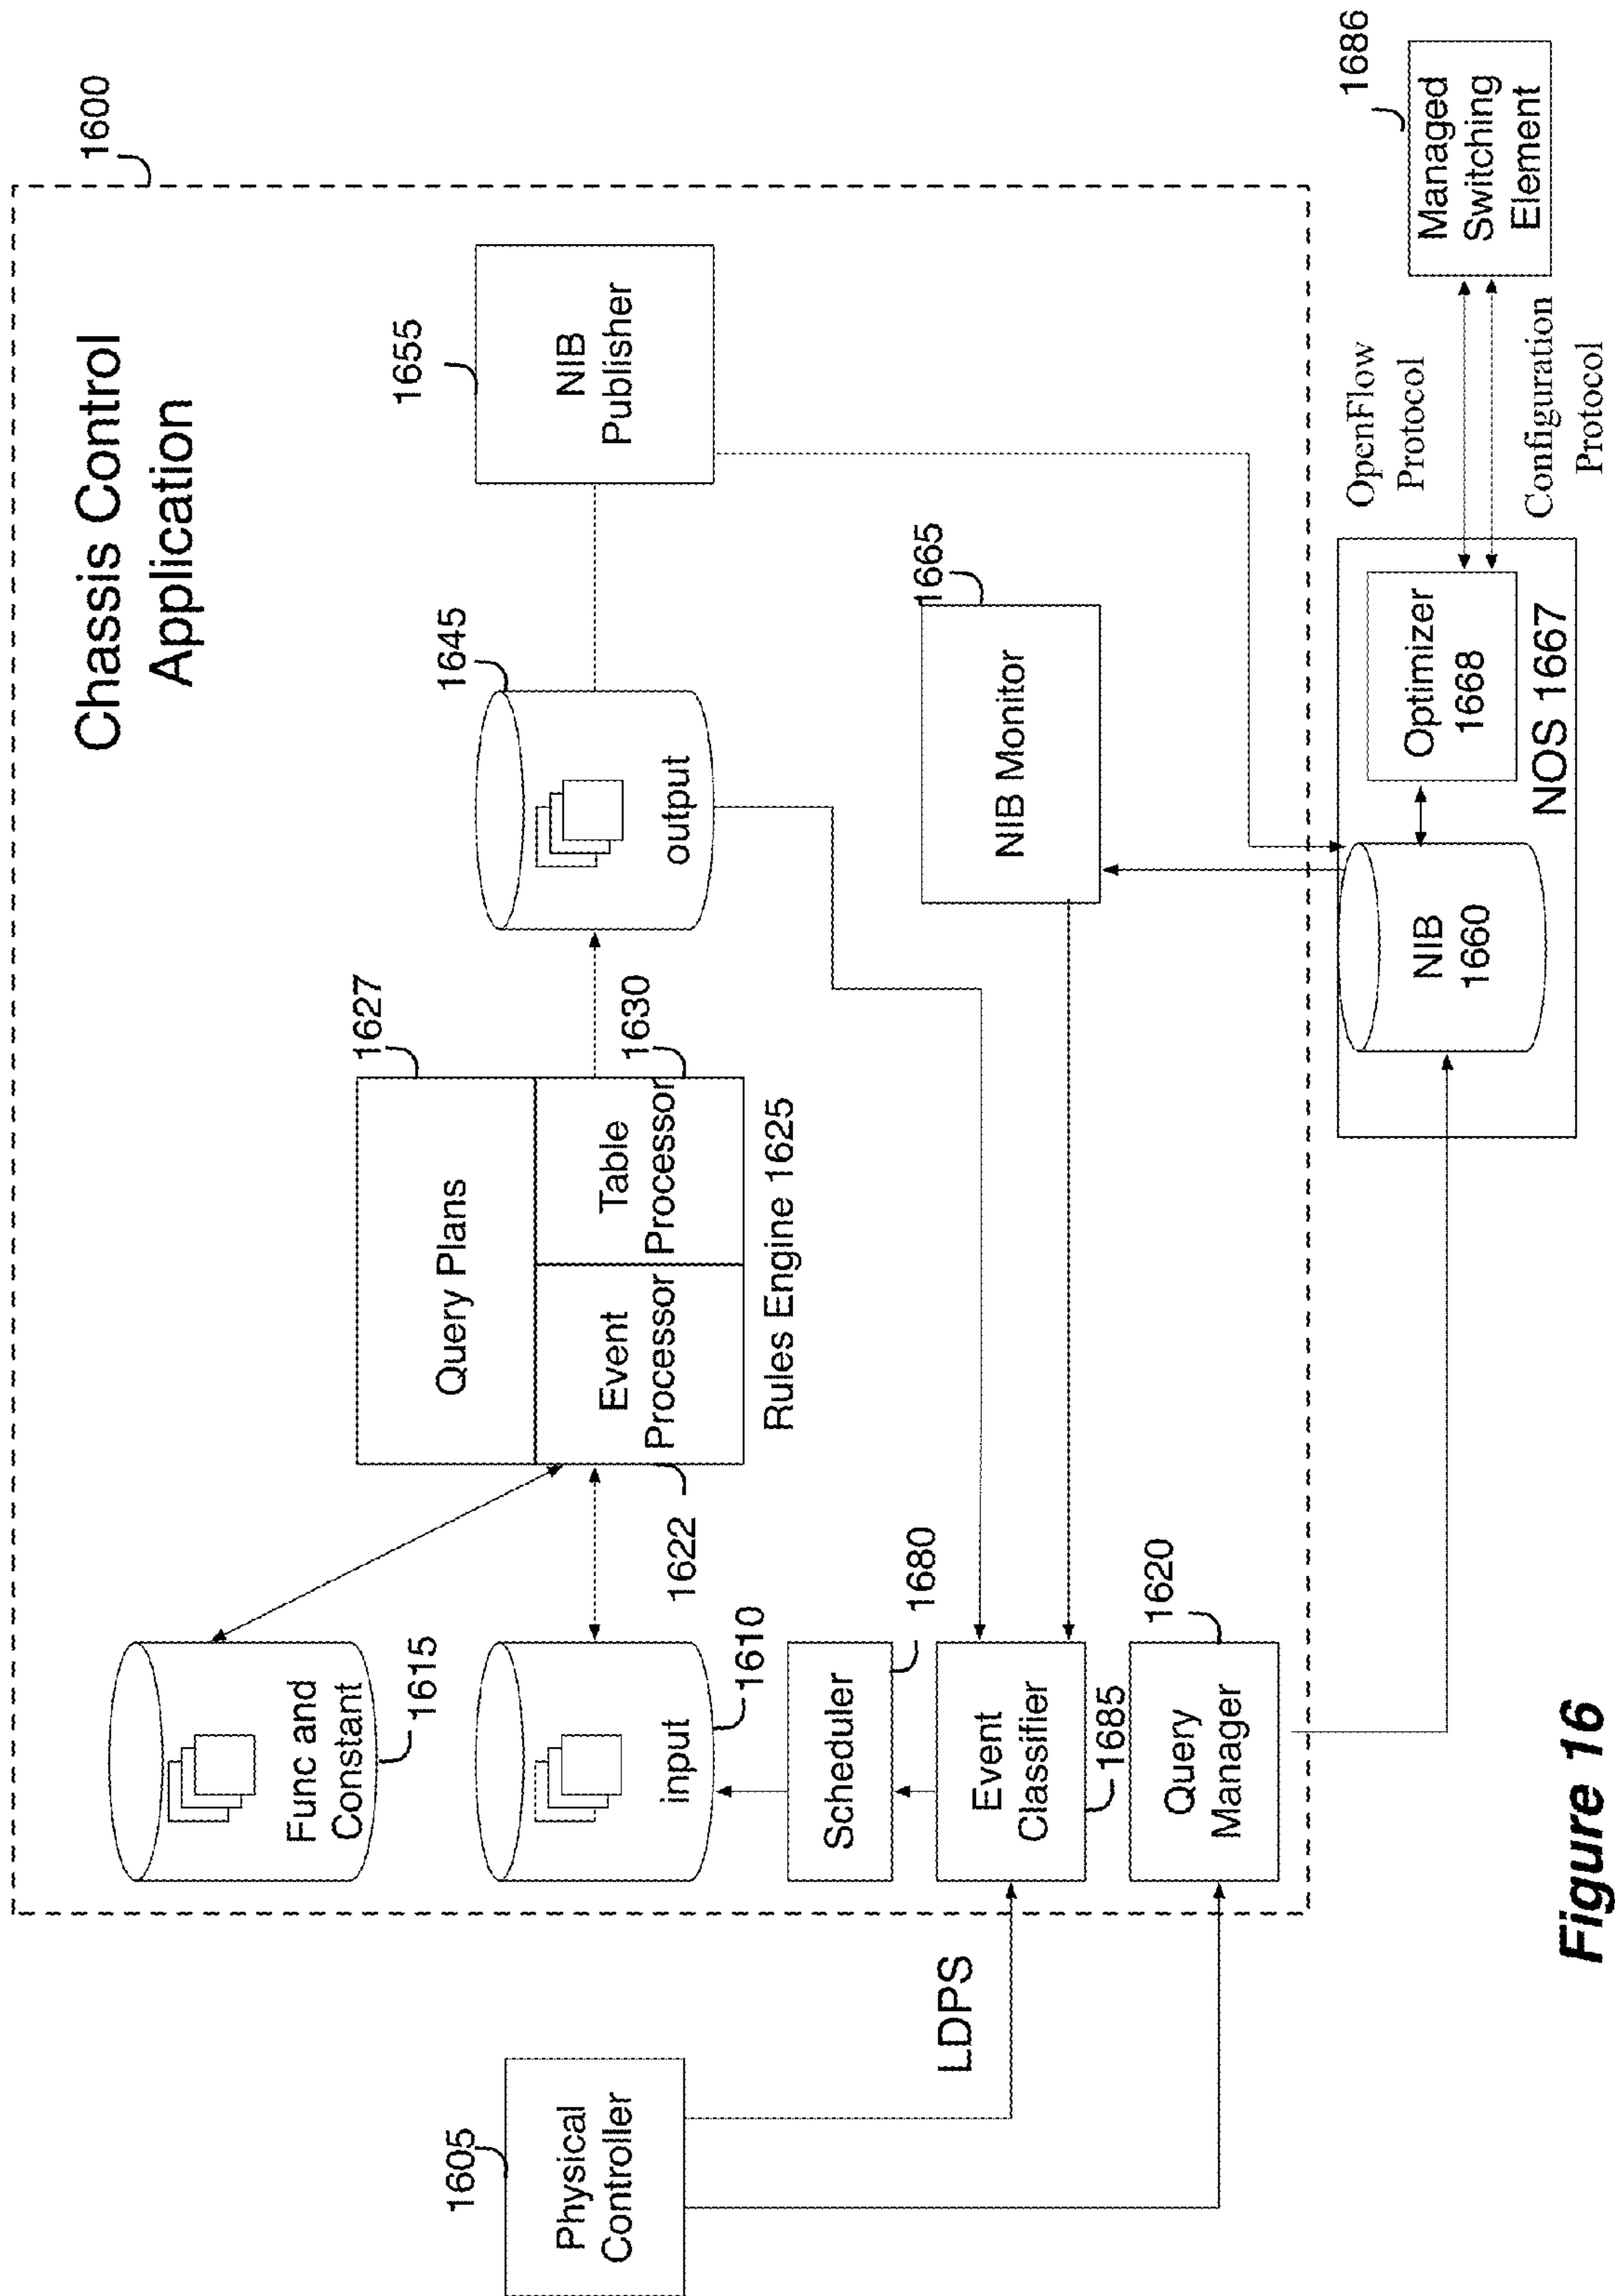 Chassis Control
Application
1600
Func and
Constant
1615
input
1610
Query Plans
1627
Event
Processor
1622
Table
Processor
1630
Rules Engine 1625
output
1645
NIB
Publisher
1655
Scheduler
1680
Event
Classifier
1685
NIB Monitor
1665
Query
Manager
1620
Physical
Controller
1605
LDPS
NIB
1660
Optimizer
1668
NOS 1667
OpenFlow
Protocol
Configuration
Protocol
Managed
Switching
Element
1686
Figure 16